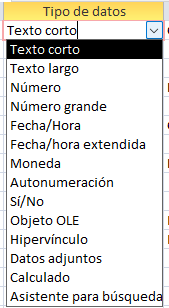 Tipo de datos
Texto corto
Texto corto
Texto largo
Número
Número grande
Fecha/Hora
Fecha/hora extendida
Moneda
Autonumeración
Sí/No
Objeto OLE
Hipervínculo
Datos adjuntos
Calculado
Asistente para búsqueda